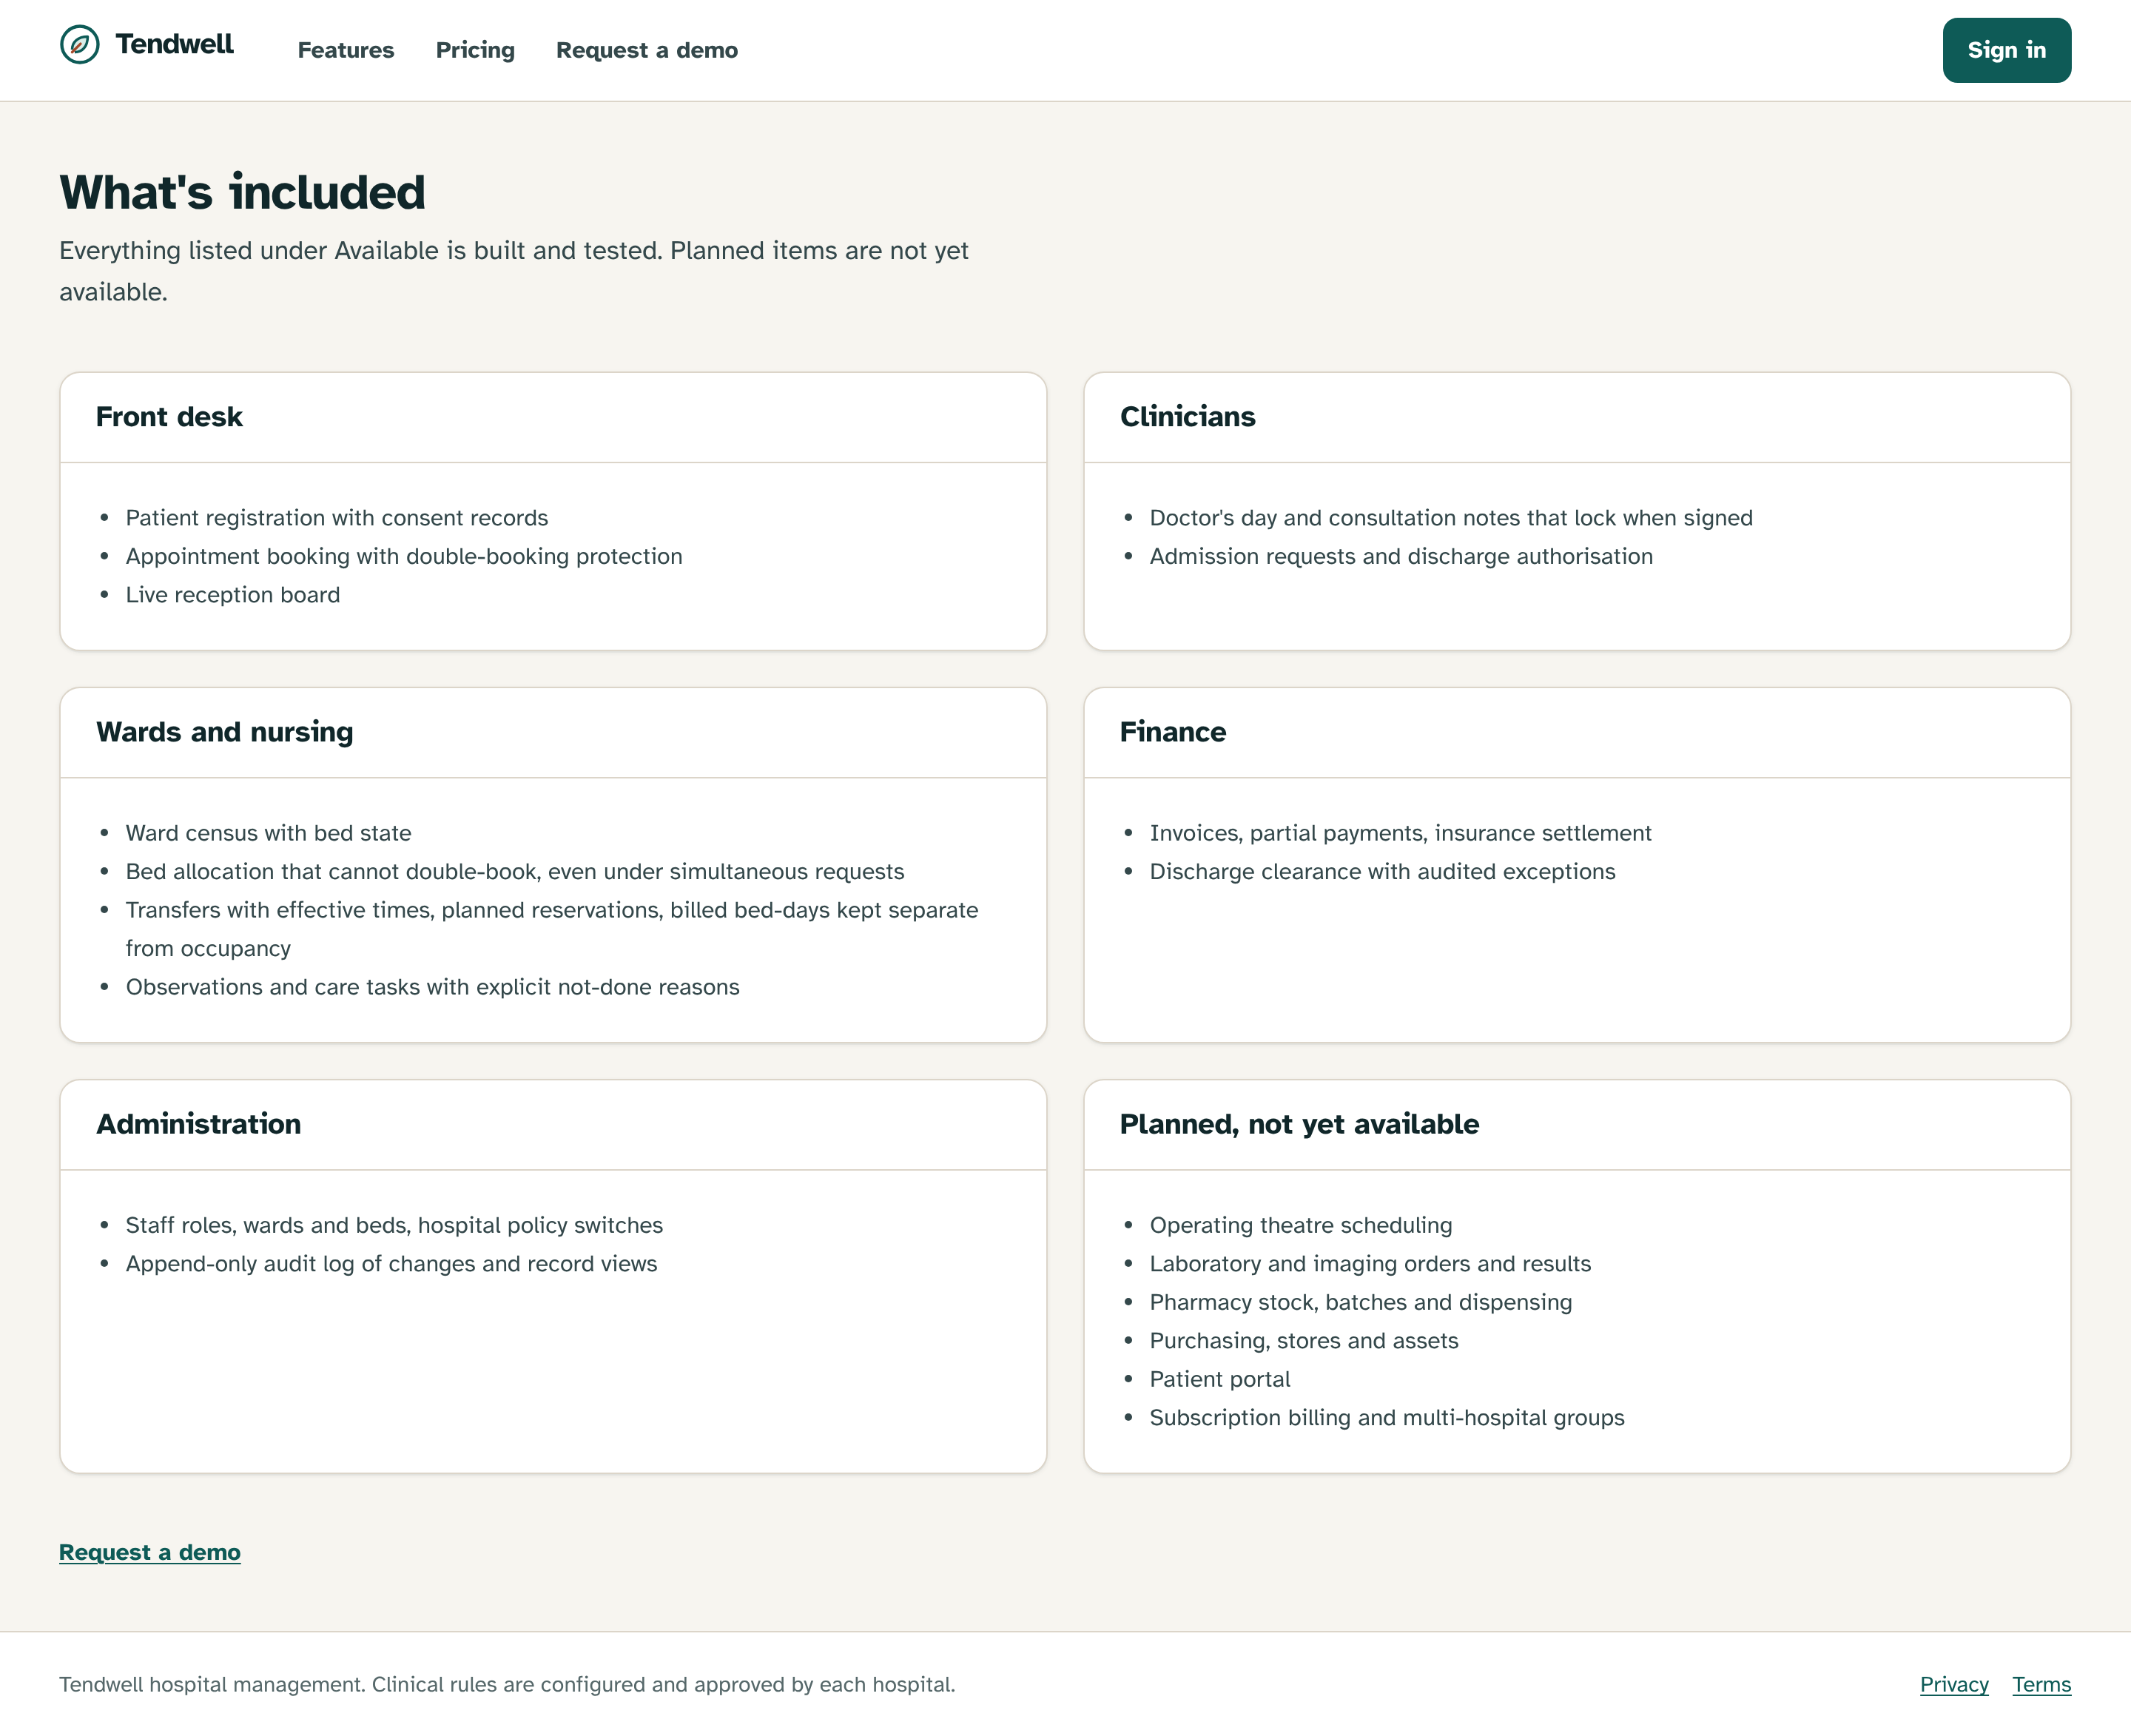 Tendwell
Features
Pricing
Request a demo
Sign in
What's included
Everything listed under Available is built and tested. Planned items are not yet
available.
Front desk
• Patient registration with consent records
• Appointment booking with double-booking protection
• Live reception board
Clinicians
• Doctor's day and consultation notes that lock when signed
• Admission requests and discharge authorisation
Wards and nursing
• Ward census with bed state
• Bed allocation that cannot double-book, even under simultaneous requests
• Transfers with effective times, planned reservations, billed bed-days kept separate
from occupancy
• Observations and care tasks with explicit not-done reasons
Finance
• Invoices, partial payments, insurance settlement
• Discharge clearance with audited exceptions
Administration
• Staff roles, wards and beds, hospital policy switches
• Append-only audit log of changes and record views
Planned, not yet available
• Operating theatre scheduling
• Laboratory and imaging orders and results
• Pharmacy stock, batches and dispensing
• Purchasing, stores and assets
• Patient portal
• Subscription billing and multi-hospital groups
Request a demo
Tendwell hospital management. Clinical rules are configured and approved by each hospital.
Privacy
Terms